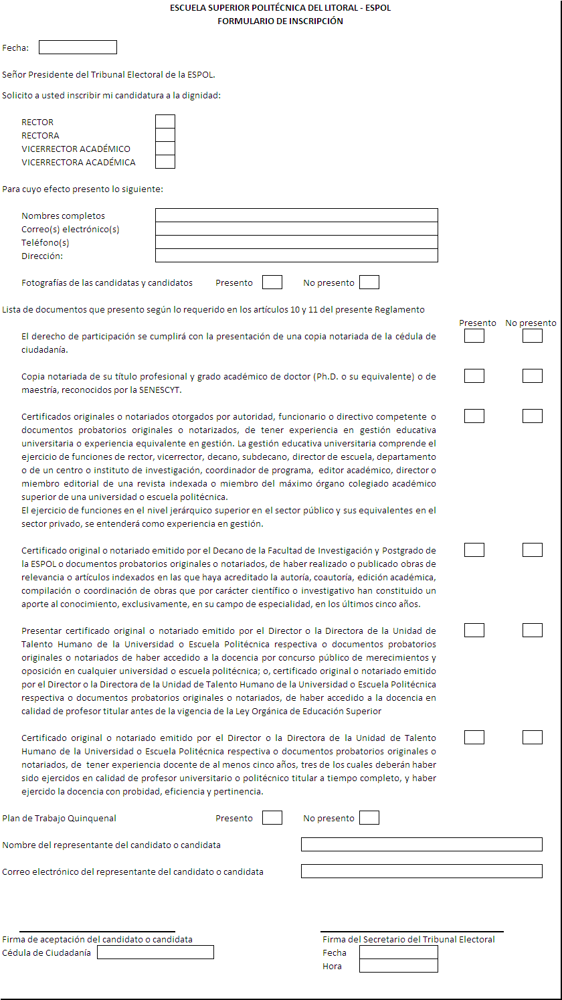 ESCUELA SUPERIOR POLITÉCNICA DEL LITORAL - ESPOL
FORMULARIO DE INSCRIPCIÓN
Fecha:
Señor Presidente del Tribunal Electoral de la ESPOL.
Solicito a usted inscribir mi candidatura a la dignidad:
RECTOR
RECTORA
VICERRECTOR ACADÉMICO
VICERRECTORA ACADÉMICA
Para cuyo efecto presento lo siguiente:
Nombres completos
Correo(s) electrónico(s)
Teléfono(s)
Dirección:
Fotografías de las candidatas y candidatos Presento No presento
Lista de documentos que presento según lo requerido en los artículos 10 y 11 del presente Reglamento
Presento No presento
El derecho de participación se cumplirá con la presentación de una copia notariada de la cédula de
ciudadanía.
Copia notariada de su título profesional y grado académico de doctor (Ph.D. o su equivalente) o de
maestría, reconocidos por la SENESCYT.
Certificados originales o notariados otorgados por autoridad, funcionario o directivo competente o
documentos probatorios originales o notarizados, de tener experiencia en gestión educativa
universitaria o experiencia equivalente en gestión. La gestión educativa universitaria comprende el
ejercicio de funciones de rector, vicerrector, decano, subdecano, director de escuela, departamento
o de un centro o instituto de investigación, coordinador de programa, editor académico, director o
miembro editorial de una revista indexada o miembro del máximo órgano colegiado académico
superior de una universidad o escuela politécnica.
El ejercicio de funciones en el nivel jerárquico superior en el sector público y sus equivalentes en el
sector privado, se entenderá como experiencia en gestión.
Certificado original o notariado emitido por el Decano de la Facultad de Investigación y Postgrado de
la ESPOL o documentos probatorios originales o notariados, de haber realizado o publicado obras de
relevancia o artículos indexados en las que haya acreditado la autoría, coautoría, edición académica,
compilación o coordinación de obras que por carácter científico o investigativo han constituido un
aporte al conocimiento, exclusivamente, en su campo de especialidad, en los últimos cinco años.
Presentar certificado original o notariado emitido por el Director o la Directora de la Unidad de
Talento Humano de la Universidad o Escuela Politécnica respectiva o documentos probatorios
originales o notariados de haber accedido a la docencia por concurso público de merecimientos y
oposición en cualquier universidad o escuela politécnica; o, certificado original o notariado emitido
por el Director o la Directora de la Unidad de Talento Humano de la Universidad o Escuela Politécnica
respectiva o documentos probatorios originales o notariados, de haber accedido a la docencia en
calidad de profesor titular antes de la vigencia de la Ley Orgánica de Educación Superior
Certificado original o notariado emitido por el Director o la Directora de la Unidad de Talento
Humano de la Universidad o Escuela Politécnica respectiva o documentos probatorios originales o
notariados, de tener experiencia docente de al menos cinco años, tres de los cuales deberán haber
sido ejercidos en calidad de profesor universitario o politécnico titular a tiempo completo, y haber
ejercido la docencia con probidad, eficiencia y pertinencia.
Plan de Trabajo Quinquenal Presento No presento
Nombre del representante del candidato o candidata
Correo electrónico del representante del candidato o candidata
Firma de aceptación del candidato o candidata Firma del Secretario del Tribunal Electoral
Cédula de Ciudadanía Fecha
Hora